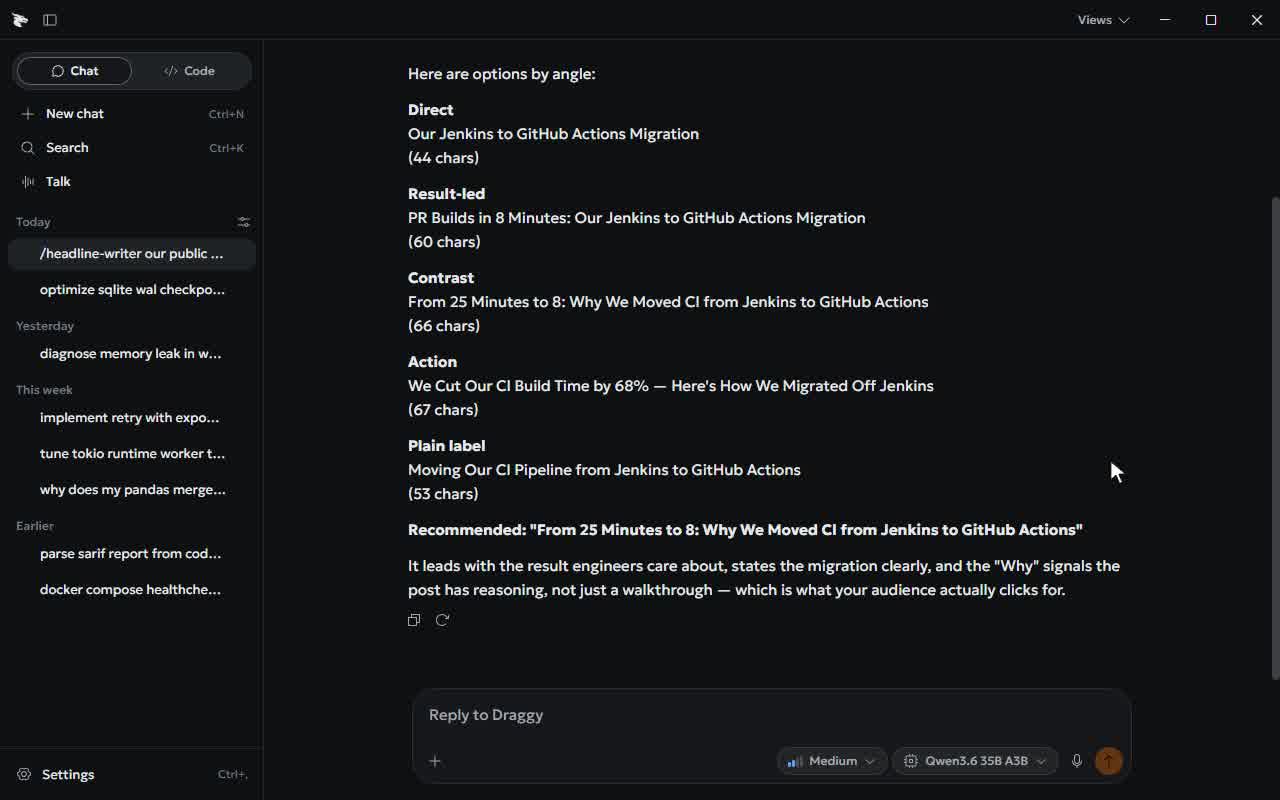 Views
Chat
Code
New chat Ctrl+N
Search Ctrl+K
Talk
Today
/headline-writer our public ...
optimize sqlite wal checkpo...
Yesterday
diagnose memory leak in w...
This week
implement retry with expo...
tune tokio runtime worker t...
why does my pandas merge...
Earlier
parse sarif report from cod...
docker compose healthche...
Settings Ctrl+,
Here are options by angle:
Direct
Our Jenkins to GitHub Actions Migration
(44 chars)
Result-led
PR Builds in 8 Minutes: Our Jenkins to GitHub Actions Migration
(60 chars)
Contrast
From 25 Minutes to 8: Why We Moved CI from Jenkins to GitHub Actions
(66 chars)
Action
We Cut Our CI Build Time by 68% — Here's How We Migrated Off Jenkins
(67 chars)
Plain label
Moving Our CI Pipeline from Jenkins to GitHub Actions
(53 chars)
Recommended: "From 25 Minutes to 8: Why We Moved CI from Jenkins to GitHub Actions"
It leads with the result engineers care about, states the migration clearly, and the "Why" signals the
post has reasoning, not just a walkthrough — which is what your audience actually clicks for.
Reply to Draggy
Medium
Qwen3.6 35B A3B